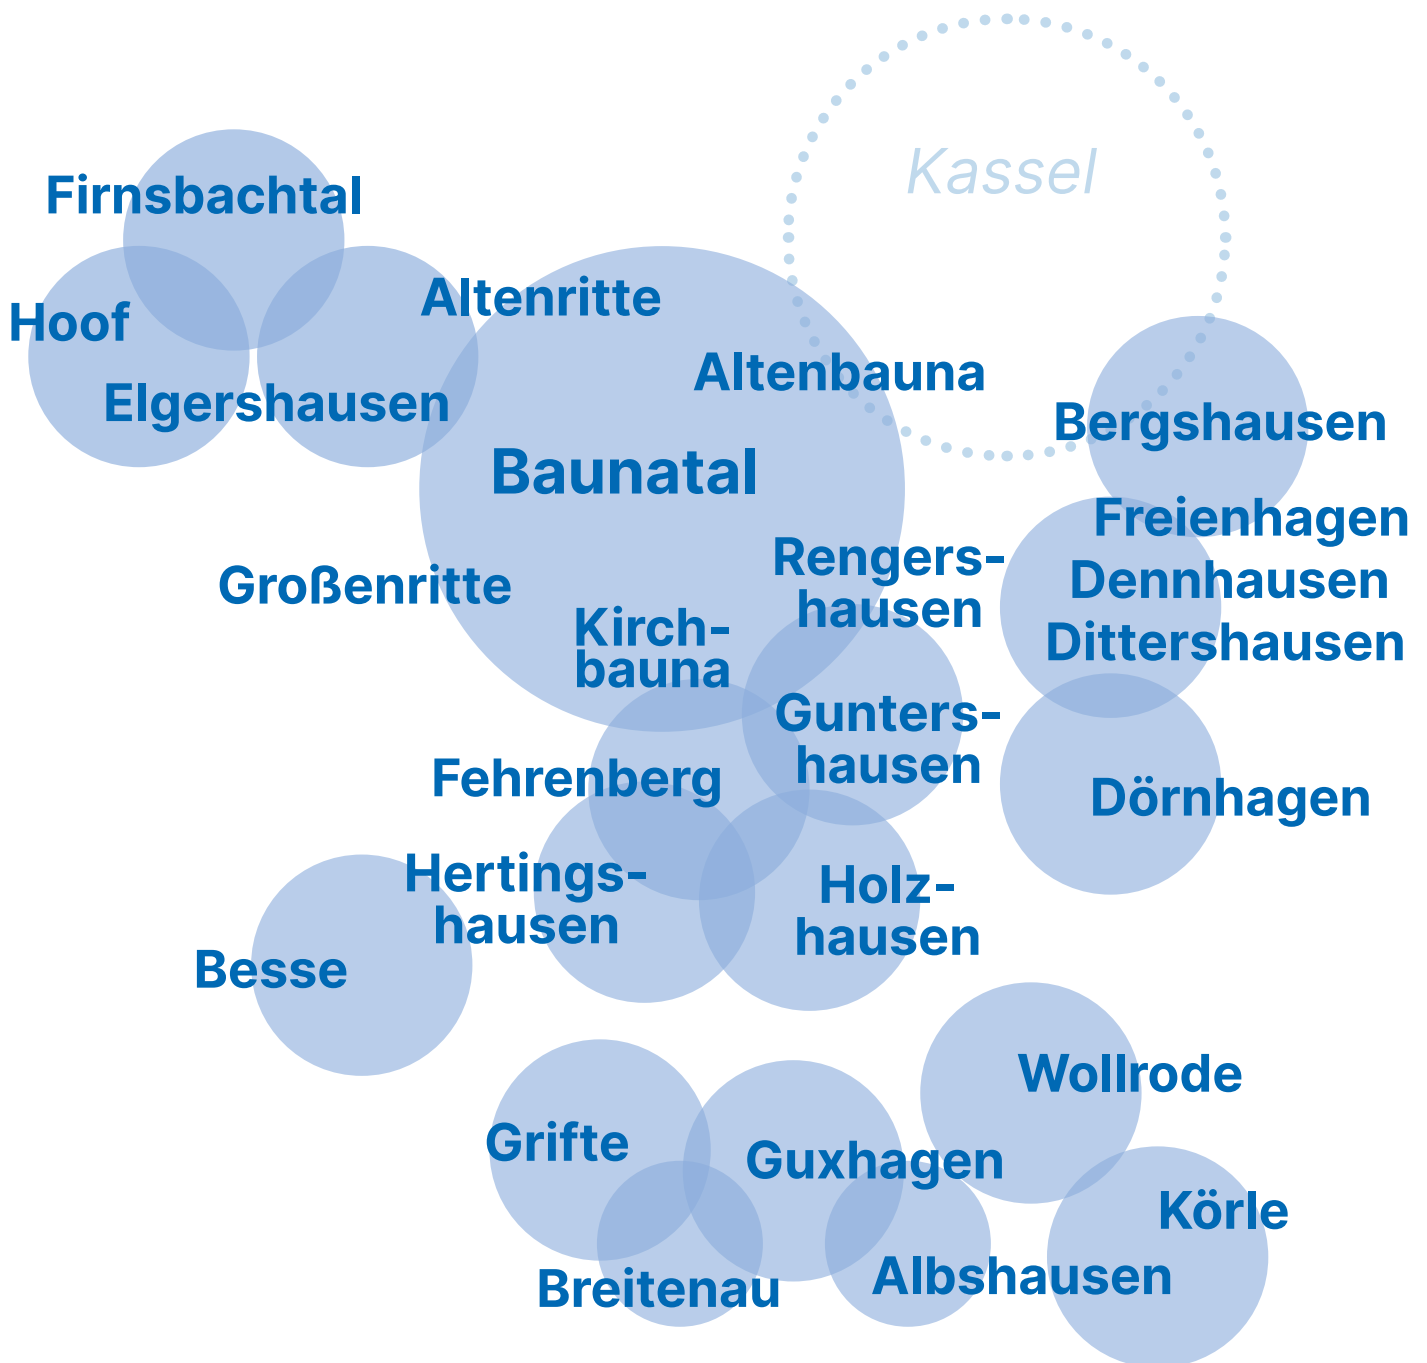 Kassel
Firnsbachtal
Hoof
Elgershausen
Altenritte
Altenbauna
Baunatal
Bergshausen
Freienhagen
Dennhausen
Dittershausen
Großenritte
Rengers-
hausen
Kirch-
bauna
Gunters-
hausen
Fehrenberg
Dörnhagen
Hertings-
hausen
Holz-
hausen
Besse
Wollrode
Grifte
Guxhagen
Körle
Breitenau
Albshausen